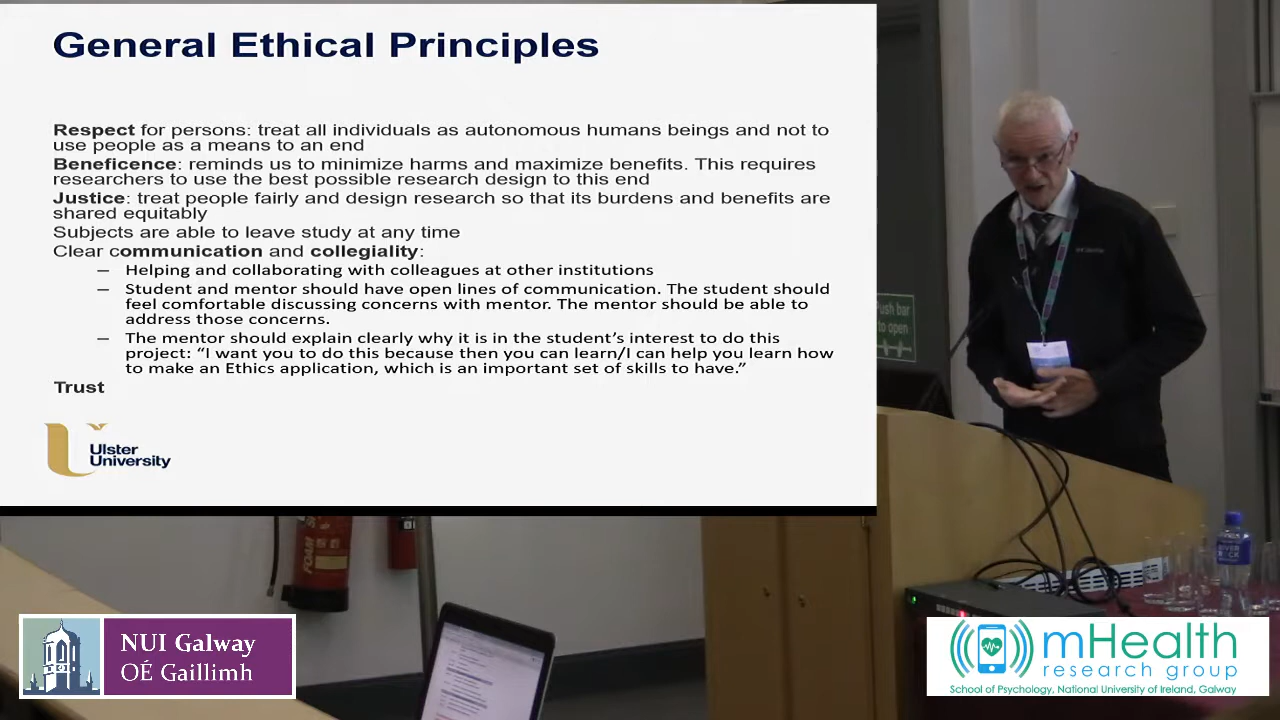 General Ethical Principles
Respect for persons: treat all individuals as autonomous humans beings and not to
use people as a means to an end
Beneficence: reminds us to minimize harms and maximize benefits. This requires
researchers to use the best possible research design to this end
Justice: treat people fairly and design research so that its burdens and benefits are
shared equitably
Subjects are able to leave study at any time
Clear communication and collegiality:
– Helping and collaborating with colleagues at other institutions
– Student and mentor should have open lines of communication. The student should
feel comfortable discussing concerns with mentor. The mentor should be able to
address those concerns.
– The mentor should explain clearly why it is in the student's interest to do this
project: “I want you to do this because then you can learn/I can help you learn how
to make an Ethics application, which is an important set of skills to have.”
Trust
Ulster
University
Push bar
to open
FOAM
RIVER
ROCK
NUI Galway
OÉ Gaillimh
mHealth
research group
School of Psychology, National University of Ireland, Galway